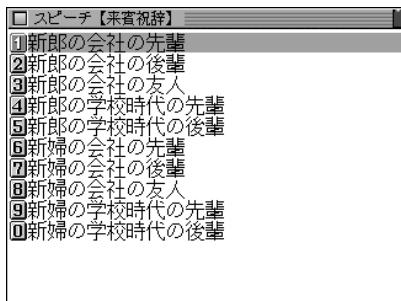 スピーチ【来賓祝辞】
1新郎の会社の先輩
2新郎の会社の後輩
3新郎の会社の友人
4新郎の学校時代の先輩
5新郎の学校時代の後輩
6新婦の会社の先輩
7新婦の会社の後輩
8新婦の会社の友人
9新婦の学校時代の先輩
0新婦の学校時代の後輩